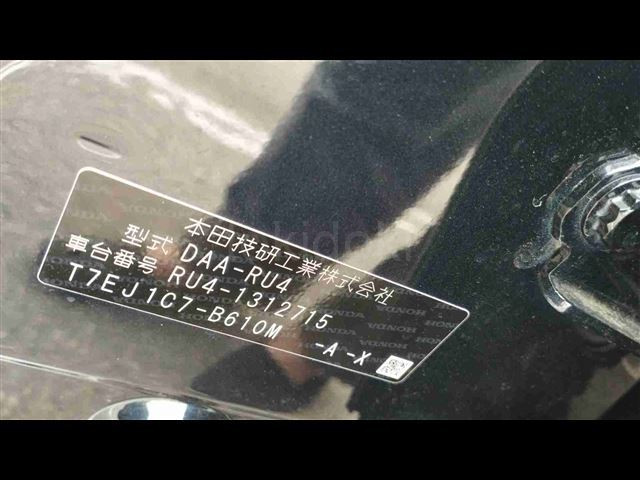 本田技研工業株式会社
型式 DAA-RU4
車台番号 RU4-1312715
T7EJ1C7-B610M -A -X